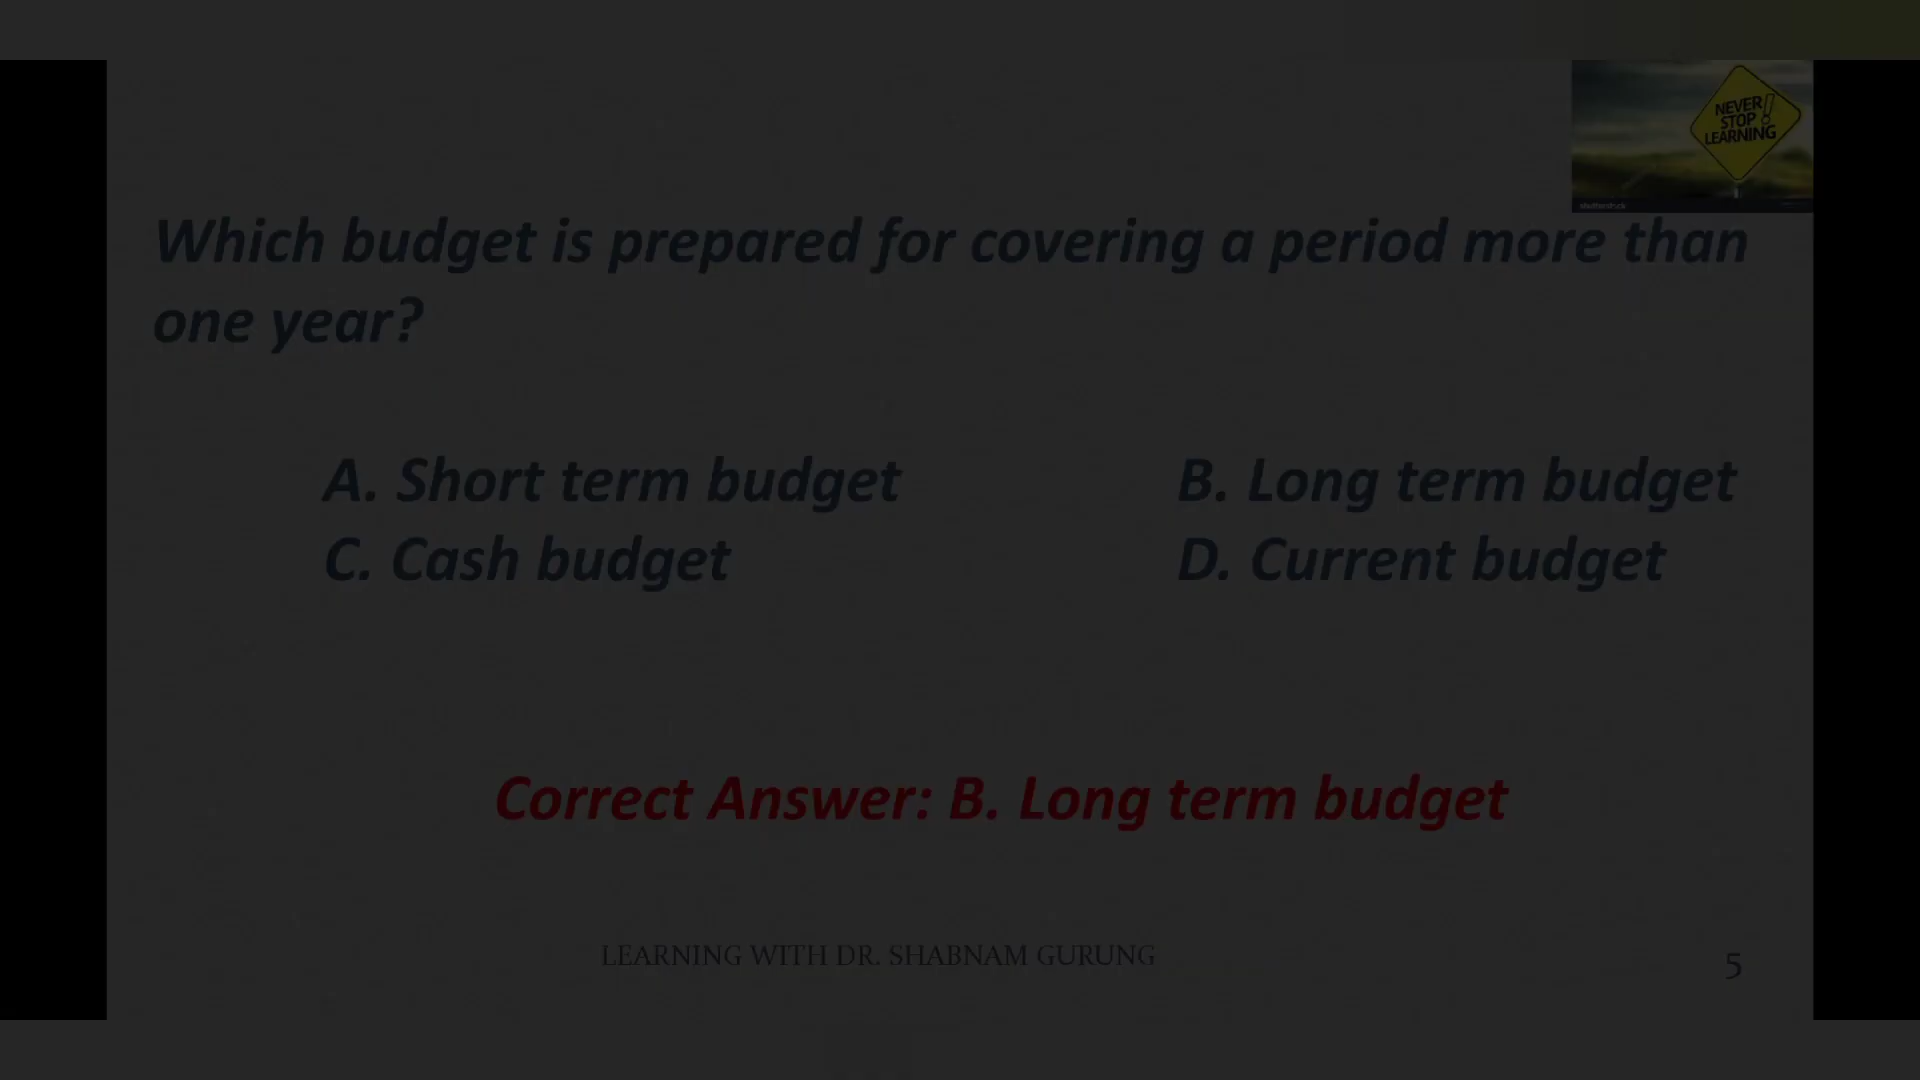 NEVER!
STOP
LEARNING
shutterstock
Which budget is prepared for covering a period more than
one year?
A. Short term budget B. Long term budget
C. Cash budget D. Current budget
Correct Answer: B. Long term budget
LEARNING WITH DR. SHABNAM GURUNG 5